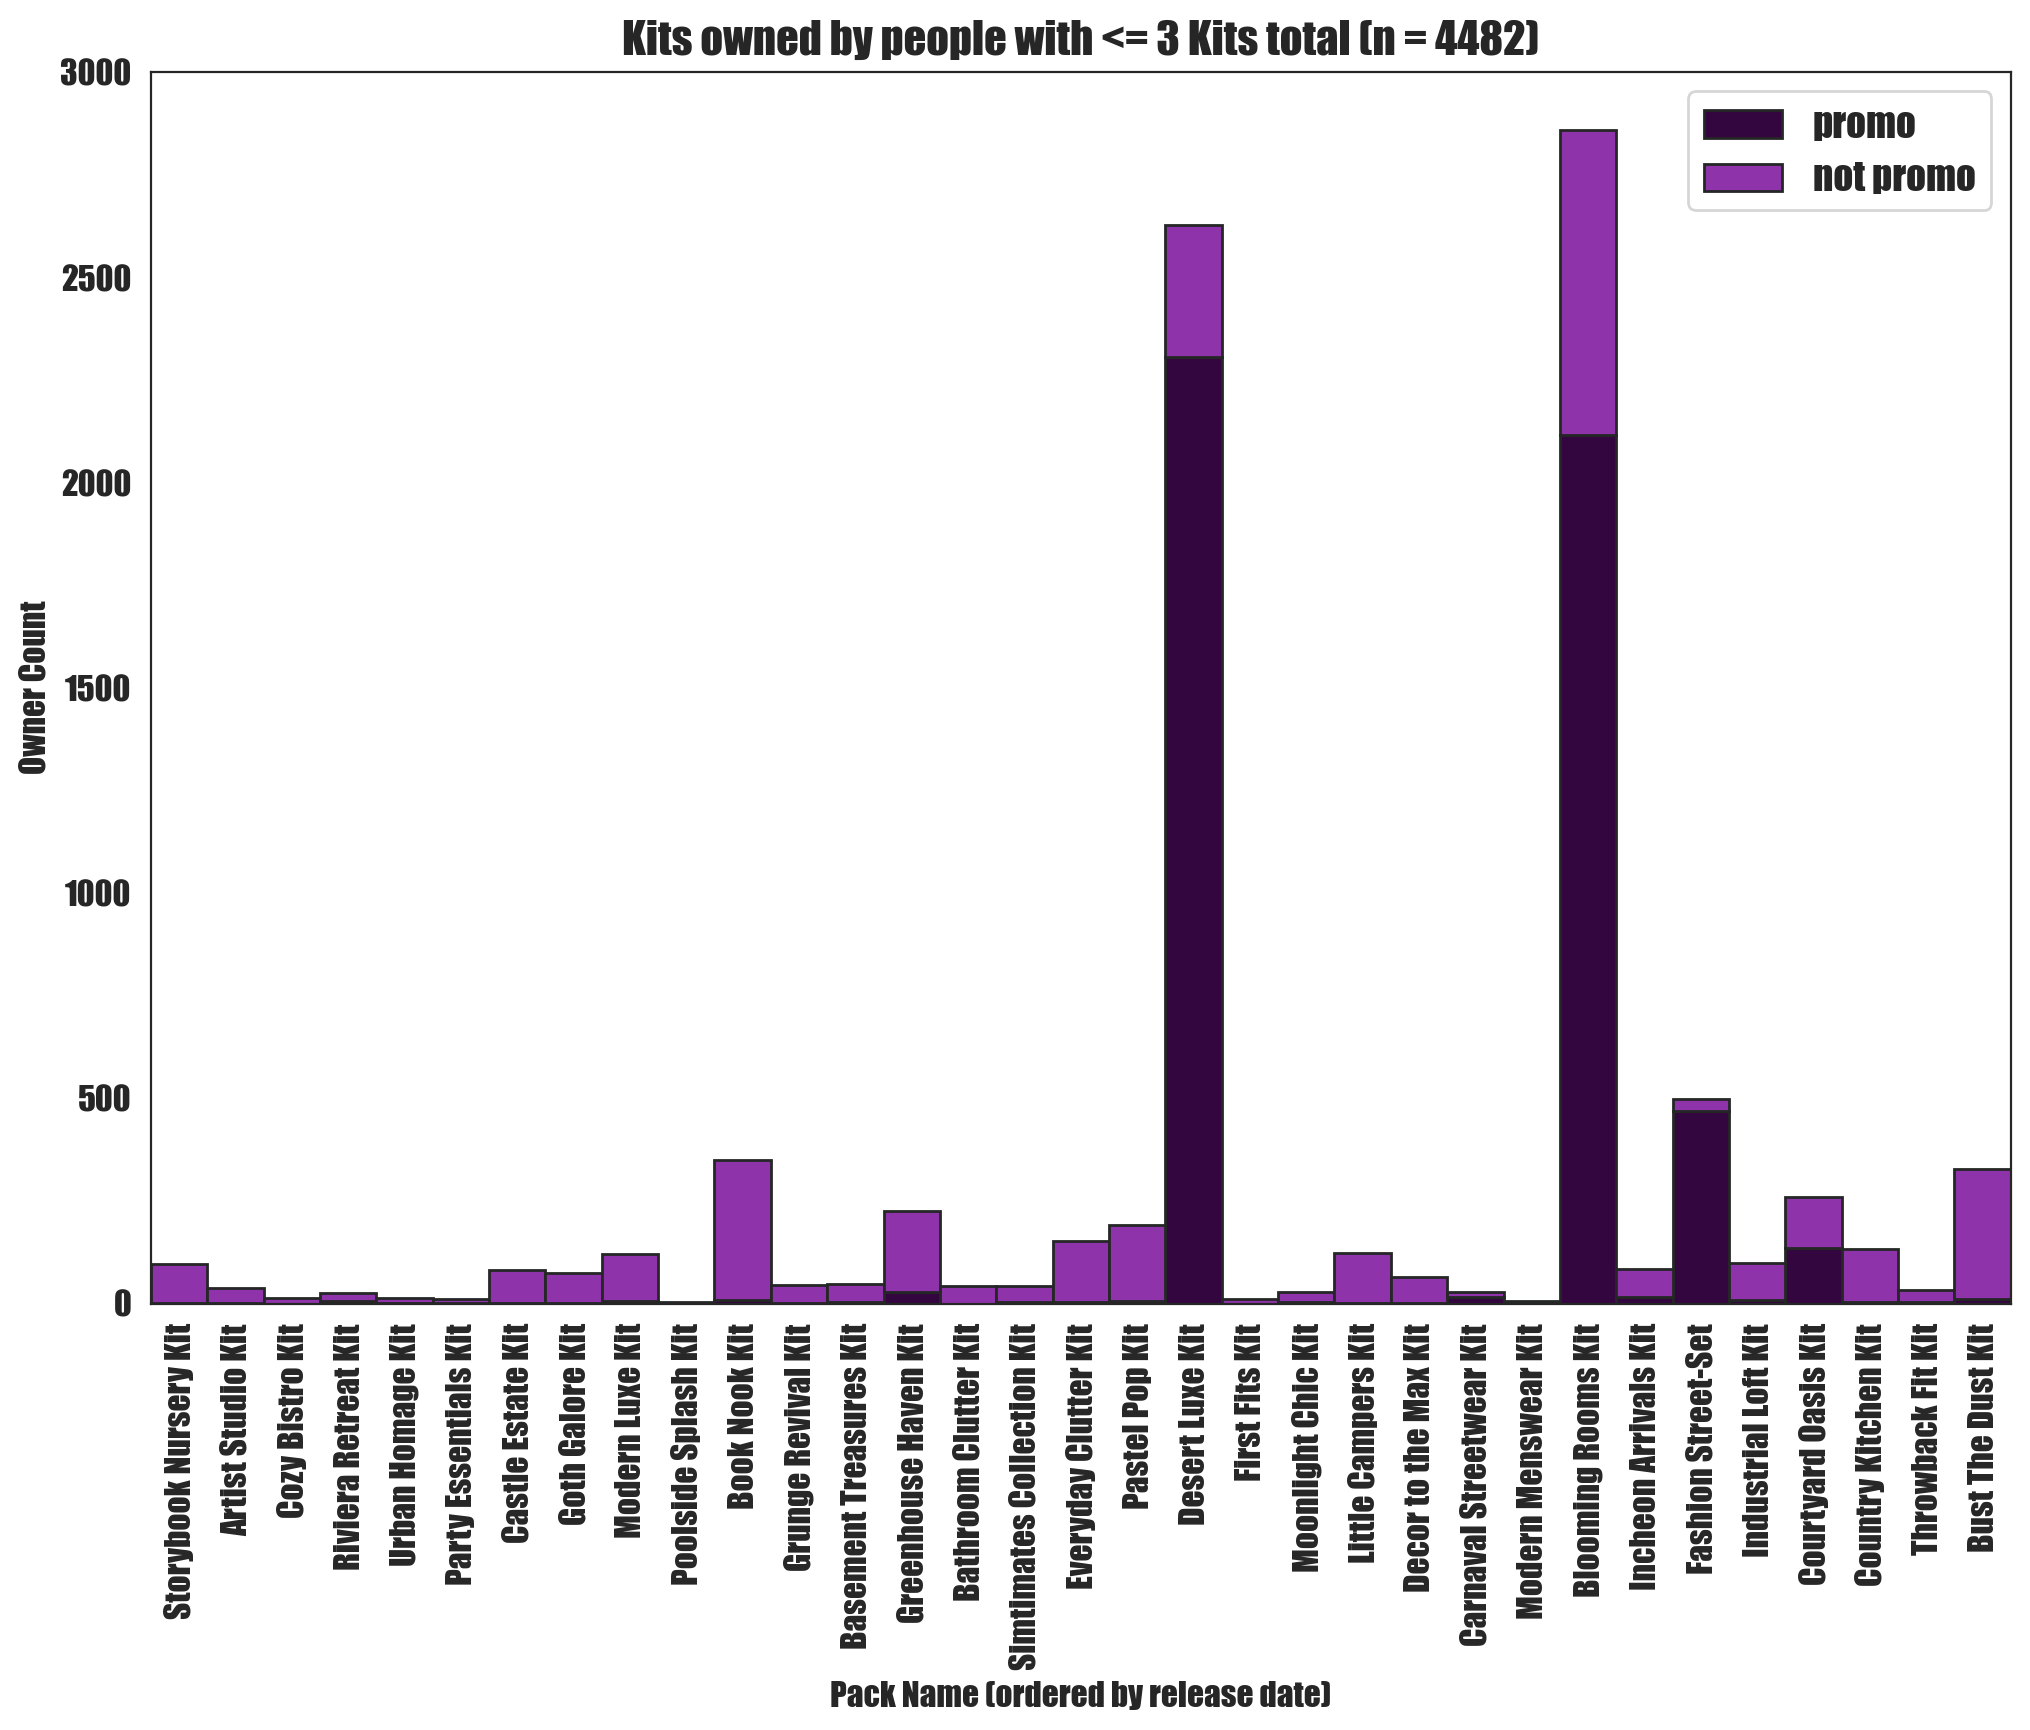 Kits owned by people with <= 3 Kits total (n = 4482)
3000
2500
2000
1500
1000
500
0
Owner Count
promo
not promo
Storybook Nursery Kit
Artist Studio Kit
Cozy Bistro Kit
Riviera Retreat Kit
Urban Homage Kit
Party Essentials Kit
Castle Estate Kit
Goth Galore Kit
Modern Luxe Kit
Poolside Splash Kit
Book Nook Kit
Grunge Revival Kit
Basement Treasures Kit
Greenhouse Haven Kit
Bathroom Clutter Kit
Simtimates Collection Kit
Everyday Clutter Kit
Pastel Pop Kit
Desert Luxe Kit
First Fits Kit
Moonlight Chic Kit
Little Campers Kit
Decor to the Max Kit
Carnaval Streetwear Kit
Modern Menswear Kit
Blooming Rooms Kit
Incheon Arrivals Kit
Fashion Street-Set
Industrial Loft Kit
Courtyard Oasis Kit
Country Kitchen Kit
Throwback Fit Kit
Bust The Dust Kit
Pack Name (ordered by release date)